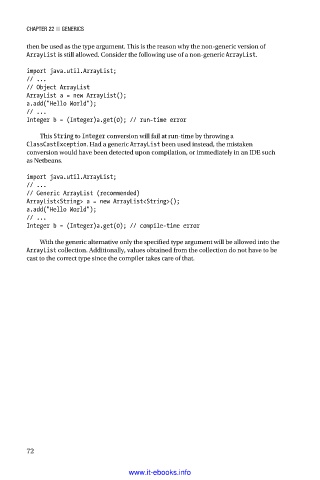 CHAPTER 22 ■ GENERICS
then be used as the type argument. This is the reason why the non-generic version of
ArrayList is still allowed. Consider the following use of a non-generic ArrayList.
import java.util.ArrayList;
// ...
// Object ArrayList
ArrayList a = new ArrayList();
a.add("Hello World");
// ...
Integer b = (Integer)a.get(0); // run-time error
This String to Integer conversion will fail at run-time by throwing a
ClassCastException. Had a generic ArrayList been used instead, the mistaken
conversion would have been detected upon compilation, or immediately in an IDE such
as Netbeans.
import java.util.ArrayList;
// ...
// Generic ArrayList (recommended)
ArrayList<String> a = new ArrayList<String>();
a.add("Hello World");
// ...
Integer b = (Integer)a.get(0); // compile-time error
With the generic alternative only the specified type argument will be allowed into the
ArrayList collection. Additionally, values obtained from the collection do not have to be
cast to the correct type since the compiler takes care of that.
72
www.it-ebooks.info